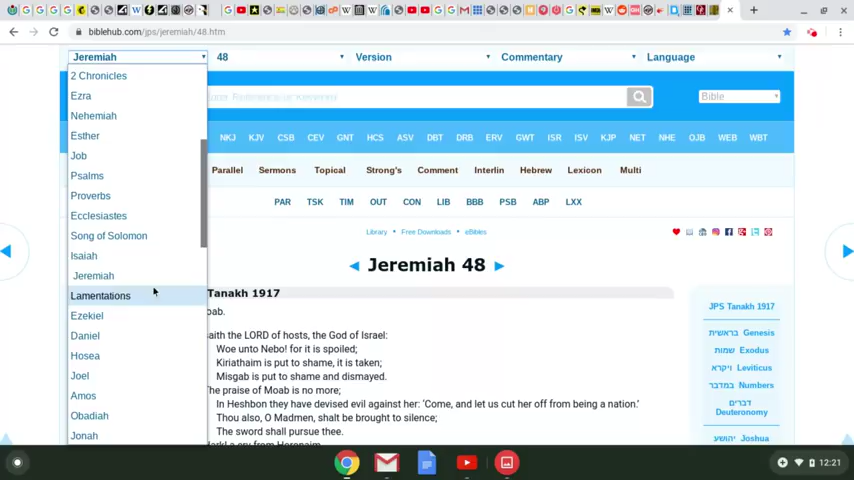 biblehub.com/jps/jeremiah/48.htm
Jeremiah 48 Version Commentary Language
2 Chronicles
Ezra
Nehemiah
Esther
Job
Psalms
Proverbs
Ecclesiastes
Song of Solomon
Isaiah
Jeremiah
Lamentations
Ezekiel
Daniel
Hosea
Joel
Amos
Obadiah
Jonah
Bible
NKJ KJV CSB CEV GNT HCS ASV DBT DRB ERV GWT ISR ISV KJP NET NHE OJB WEB WBT
Parallel Sermons Topical Strong's Comment Interlin Hebrew Lexicon Multi
PAR TSK TIM OUT CON LIB BBB PSB ABP LXX
Library • Free Downloads • eBibles
◄ Jeremiah 48 ►
Tanakh 1917
oab.
saith the LORD of hosts, the God of Israel:
Woe unto Nebo! for it is spoiled;
Kiriathaim is put to shame, it is taken;
Misgab is put to shame and dismayed.
The praise of Moab is no more;
In Heshbon they have devised evil against her: ‘Come, and let us cut her off from being a nation.’
Thou also, O Madmen, shalt be brought to silence;
The sword shall pursue thee.
Hark! a cry from Horonaim,
JPS Tanakh 1917
בראשית Genesis
שמות Exodus
ויקרא Leviticus
במדבר Numbers
דברים
Deuteronomy
יהושע Joshua
12:21